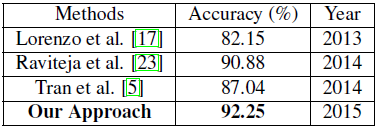 Methods Accuracy (%) Year
Lorenzo et al. [17] 82.15 2013
Raviteja et al. [23] 90.88 2014
Tran et al. [5] 87.04 2014
Our Approach 92.25 2015